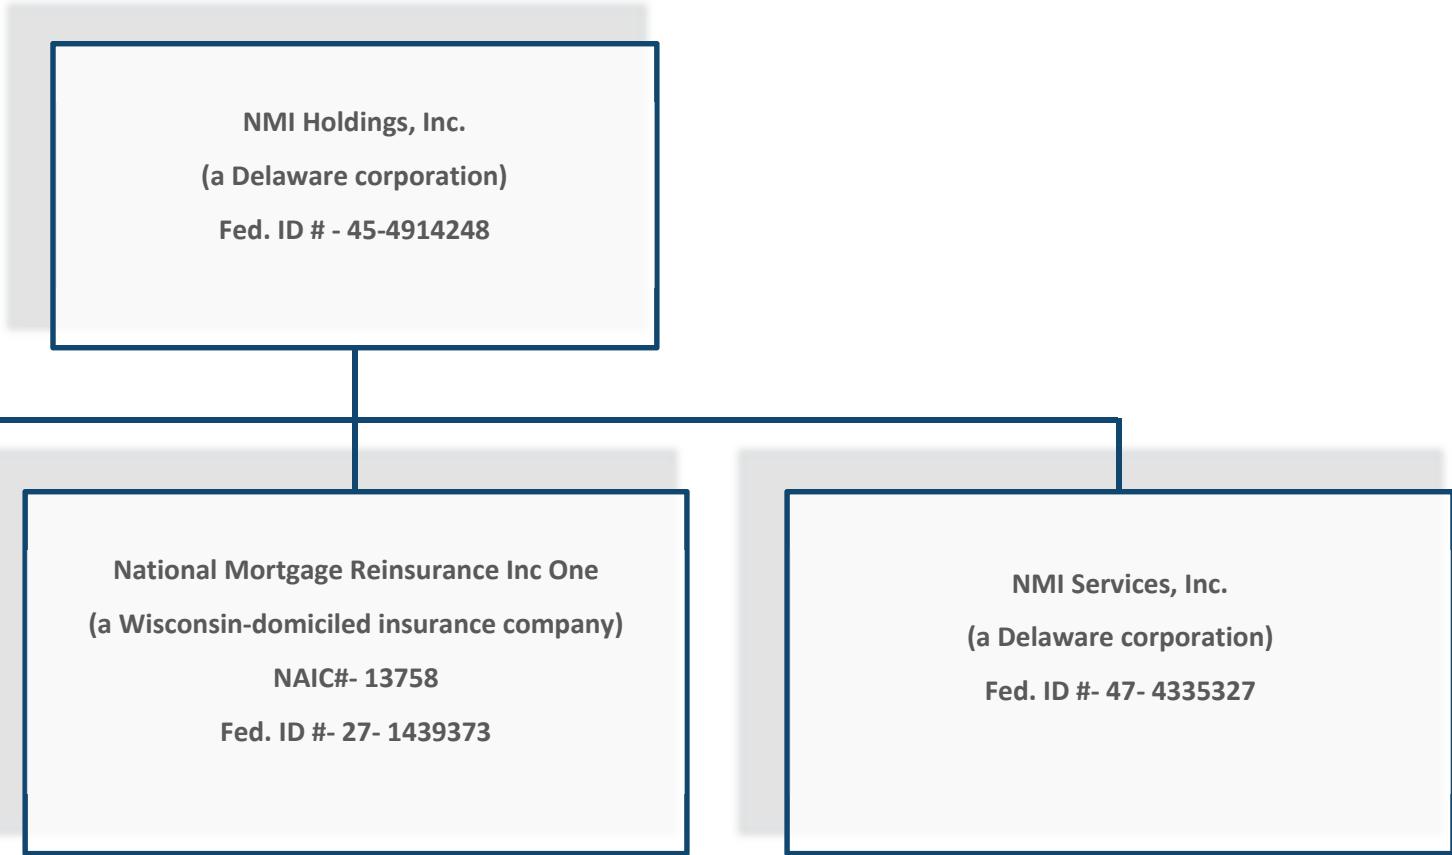 NMI Holdings, Inc.
(a Delaware corporation)
Fed. ID # - 45-4914248
National Mortgage Reinsurance Inc One
(a Wisconsin-domiciled insurance company)
NAIC#- 13758
Fed. ID #- 27- 1439373
NMI Services, Inc.
(a Delaware corporation)
Fed. ID #- 47- 4335327